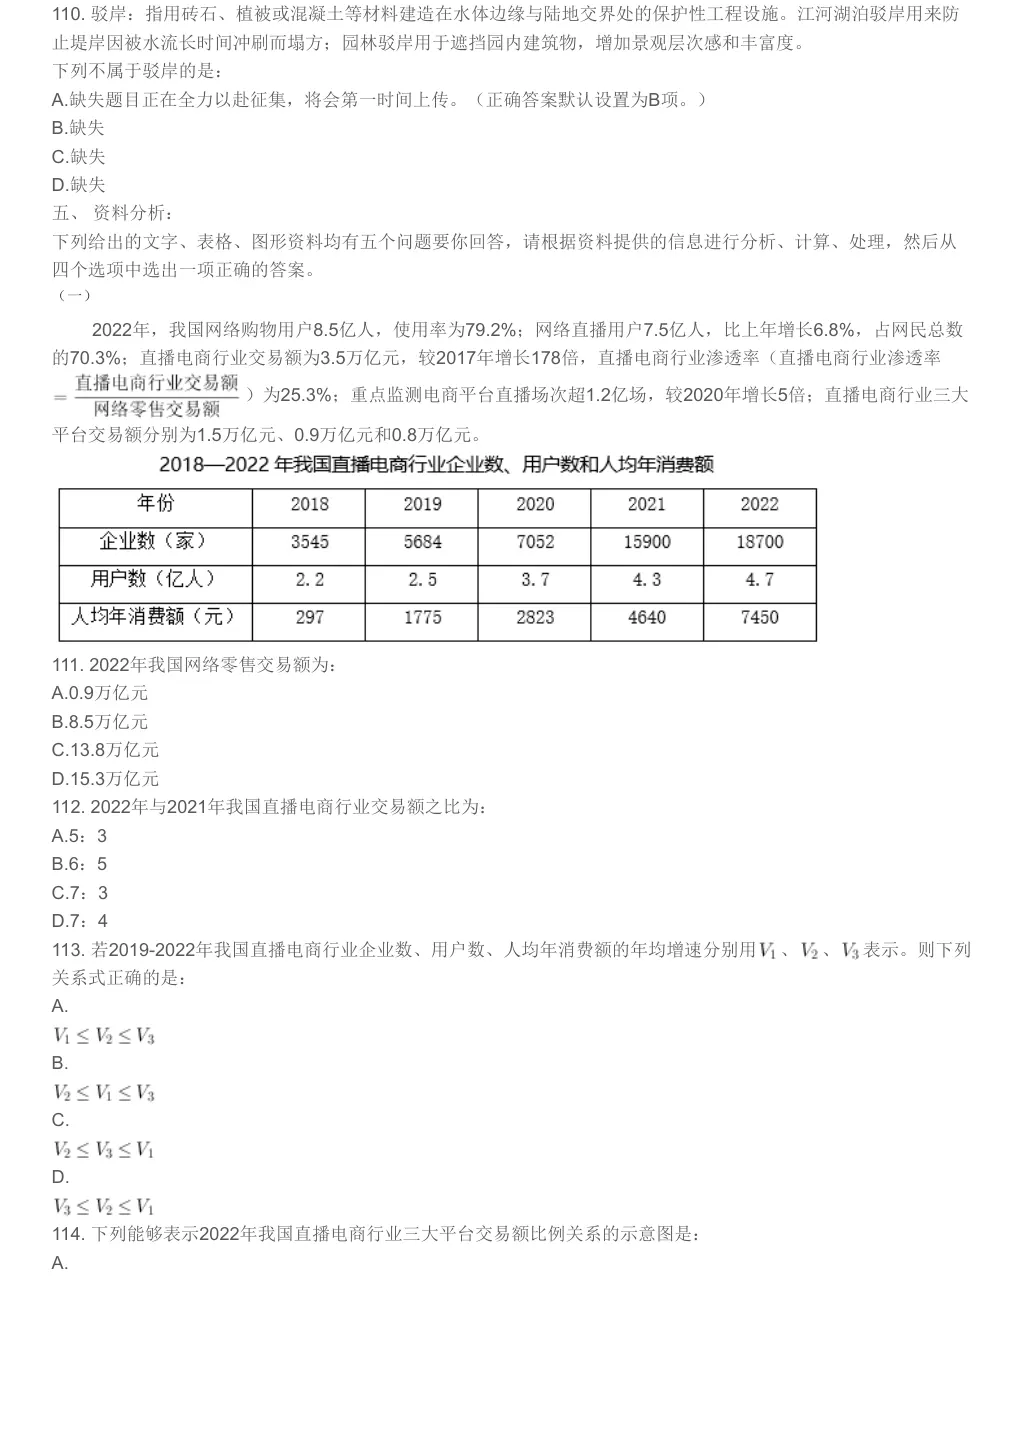 110. 驳岸：指用砖石、植被或混凝土等材料建造在水体边缘与陆地交界处的保护性工程设施。江河湖泊驳岸用来防
止堤岸因被水流长时间冲刷而塌方；园林驳岸用于遮挡园内建筑物，增加景观层次感和丰富度。
下列不属于驳岸的是：
A.缺失题目正在全力以赴征集，将会第一时间上传。（正确答案默认设置为B项。）
B.缺失
C.缺失
D.缺失
五、 资料分析：
下列给出的文字、表格、图形资料均有五个问题要你回答，请根据资料提供的信息进行分析、计算、处理，然后从
四个选项中选出一项正确的答案。
（一）
2022年，我国网络购物用户8.5亿人，使用率为79.2%；网络直播用户7.5亿人，比上年增长6.8%，占网民总数
的70.3%；直播电商行业交易额为3.5万亿元，较2017年增长178倍，直播电商行业渗透率（直播电商行业渗透率
= 直播电商行业交易额 / 网络零售交易额 ）为25.3%；重点监测电商平台直播场次超1.2亿场，较2020年增长5倍；直播电商行业三大
平台交易额分别为1.5万亿元、0.9万亿元和0.8万亿元。
2018—2022 年我国直播电商行业企业数、用户数和人均年消费额
年份 2018 2019 2020 2021 2022
企业数（家） 3545 5684 7052 15900 18700
用户数（亿人） 2.2 2.5 3.7 4.3 4.7
人均年消费额（元） 297 1775 2823 4640 7450
111. 2022年我国网络零售交易额为：
A.0.9万亿元
B.8.5万亿元
C.13.8万亿元
D.15.3万亿元
112. 2022年与2021年我国直播电商行业交易额之比为：
A.5：3
B.6：5
C.7：3
D.7：4
113. 若2019-2022年我国直播电商行业企业数、用户数、人均年消费额的年均增速分别用V₁、V₂、V₃表示。则下列
关系式正确的是：
A.
V₁ ≤ V₂ ≤ V₃
B.
V₂ ≤ V₁ ≤ V₃
C.
V₂ ≤ V₃ ≤ V₁
D.
V₃ ≤ V₂ ≤ V₁
114. 下列能够表示2022年我国直播电商行业三大平台交易额比例关系的示意图是：
A.